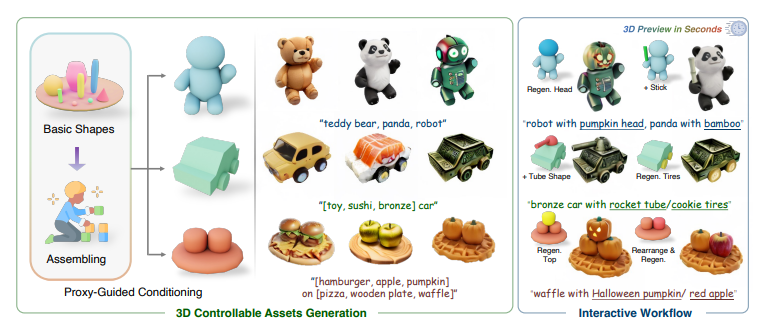 3D Preview in Seconds
Basic Shapes
Assembling
Proxy-Guided Conditioning
"teddy bear, panda, robot"
"[toy, sushi, bronze] car"
"[hamburger, apple, pumpkin]
on [pizza, wooden plate, waffle]"
3D Controllable Assets Generation
Regen. Head
+ Stick
"robot with pumpkin head, panda with bamboo"
+ Tube Shape
Regen. Tires
"bronze car with rocket tube/cookie tires"
Regen.
Top
Rearrange &
Regen.
"waffle with Halloween pumpkin/ red apple"
Interactive Workflow